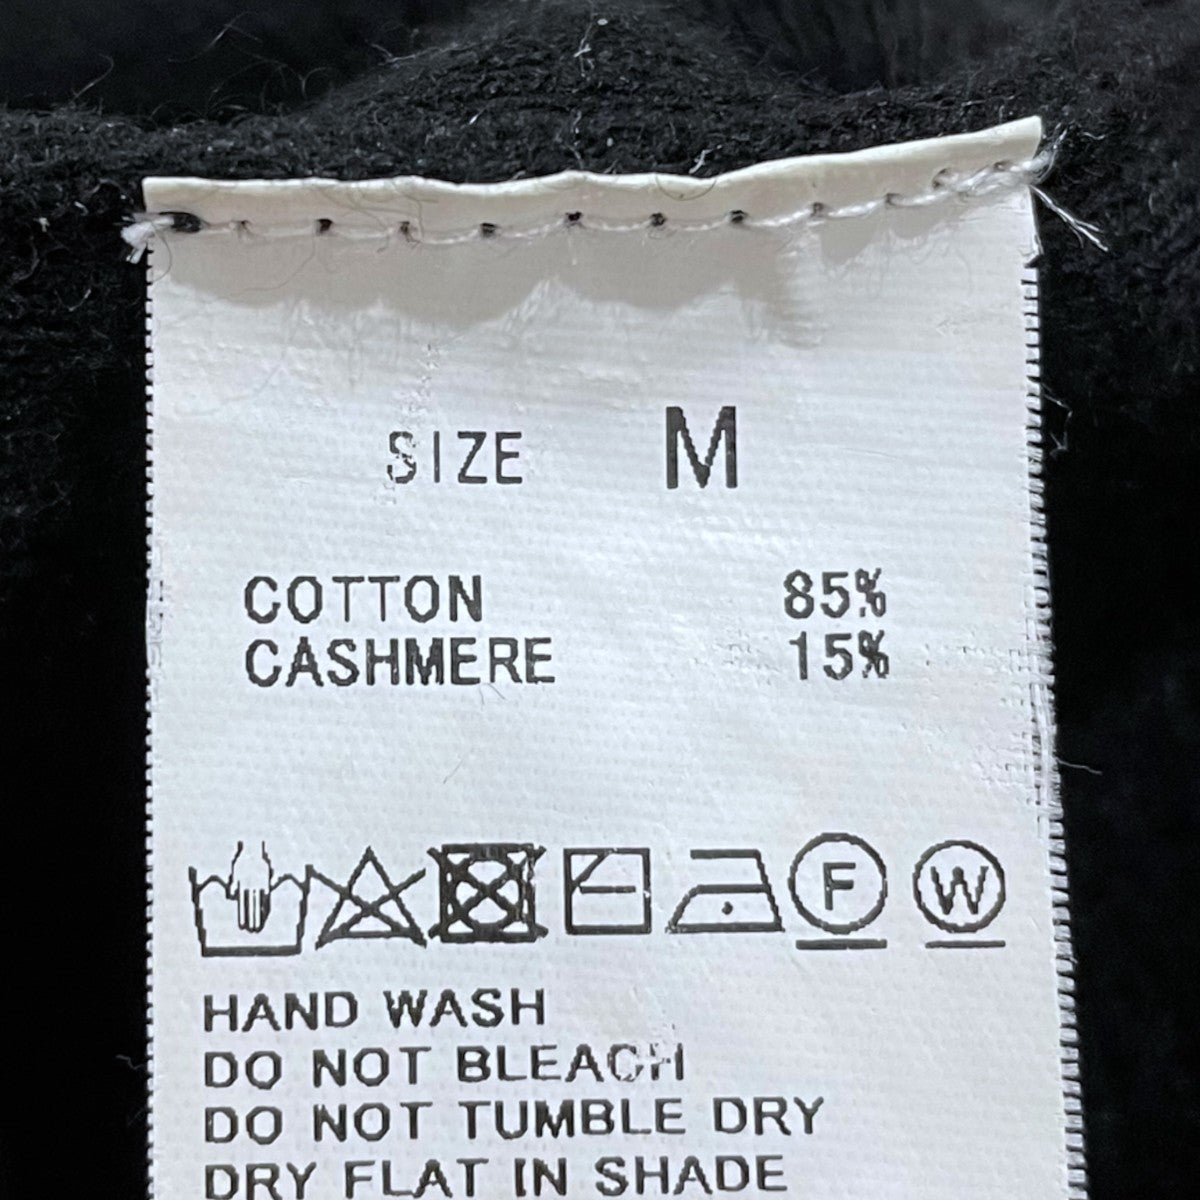 SIZE M
COTTON 85%
CASHMERE 15%
F W
HAND WASH
DO NOT BLEACH
DO NOT TUMBLE DRY
DRY FLAT IN SHADE